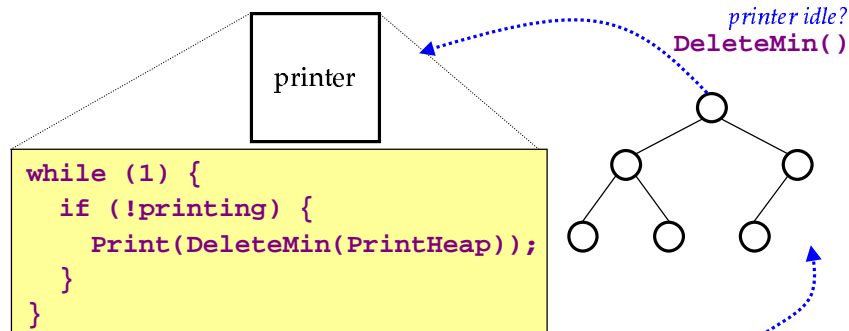 printer idle?
DeleteMin()
printer
while (1) {
  if (!printing) {
    Print(DeleteMin(PrintHeap));
  }
}